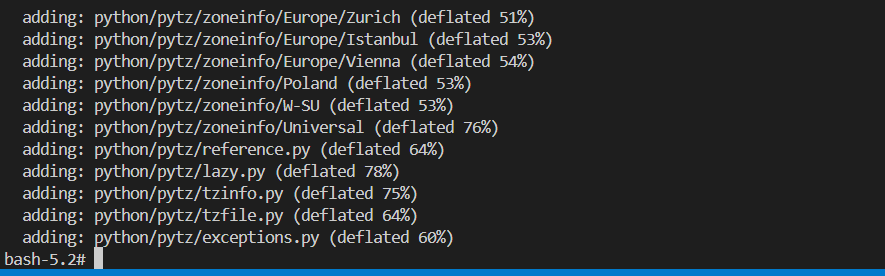 adding: python/pytz/zoneinfo/Europe/Zurich (deflated 51%)
adding: python/pytz/zoneinfo/Europe/Istanbul (deflated 53%)
adding: python/pytz/zoneinfo/Europe/Vienna (deflated 54%)
adding: python/pytz/zoneinfo/Poland (deflated 53%)
adding: python/pytz/zoneinfo/W-SU (deflated 53%)
adding: python/pytz/zoneinfo/Universal (deflated 76%)
adding: python/pytz/reference.py (deflated 64%)
adding: python/pytz/lazy.py (deflated 78%)
adding: python/pytz/tzinfo.py (deflated 75%)
adding: python/pytz/tzfile.py (deflated 64%)
adding: python/pytz/exceptions.py (deflated 60%)
bash-5.2#